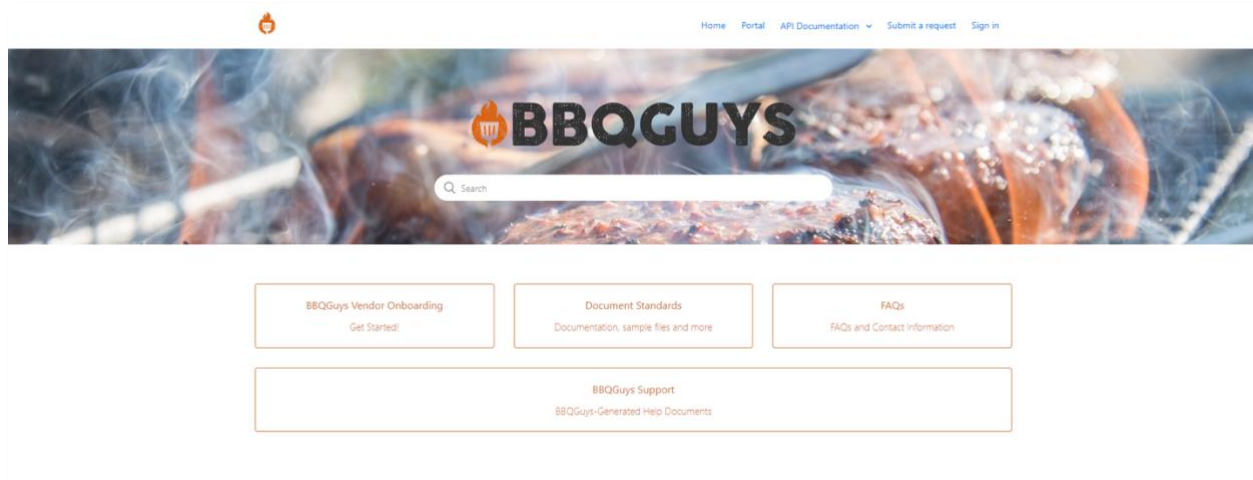 Home Portal API Documentation Submit a request Sign in
BBQGUYS
Search
BBQGuys Vendor Onboarding
Get Started!
Document Standards
Documentation, sample files and more
FAQs
FAQs and Contact Information
BBQGuys Support
BBQGuys-Generated Help Documents